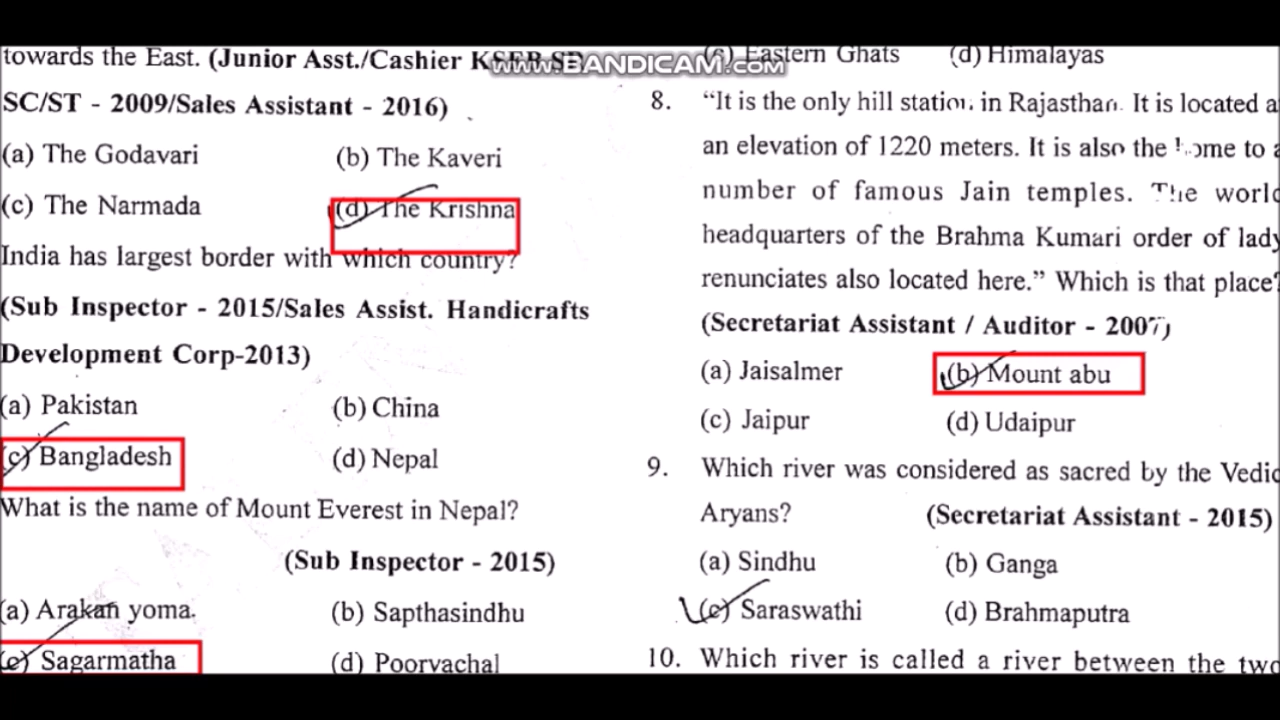 www.BANDICAM.com
towards the East. (Junior Asst./Cashier KSEB SR
SC/ST - 2009/Sales Assistant - 2016)
(a) The Godavari (b) The Kaveri
(c) The Narmada (d) The Krishna
India has largest border with which country?
(Sub Inspector - 2015/Sales Assist. Handicrafts
Development Corp-2013)
(a) Pakistan (b) China
(c) Bangladesh (d) Nepal
What is the name of Mount Everest in Nepal?
(Sub Inspector - 2015)
(a) Arakan yoma. (b) Sapthasindhu
(c) Sagarmatha (d) Poorvachal
(c) Eastern Ghats (d) Himalayas
8. “It is the only hill station. in Rajasthan. It is located a
an elevation of 1220 meters. It is also the home to a
number of famous Jain temples. The world
headquarters of the Brahma Kumari order of lady
renunciates also located here.” Which is that place?
(Secretariat Assistant / Auditor - 2007)
(a) Jaisalmer (b) Mount abu
(c) Jaipur (d) Udaipur
9. Which river was considered as sacred by the Vedic
Aryans? (Secretariat Assistant - 2015)
(a) Sindhu (b) Ganga
(c) Saraswathi (d) Brahmaputra
10. Which river is called a river between the two